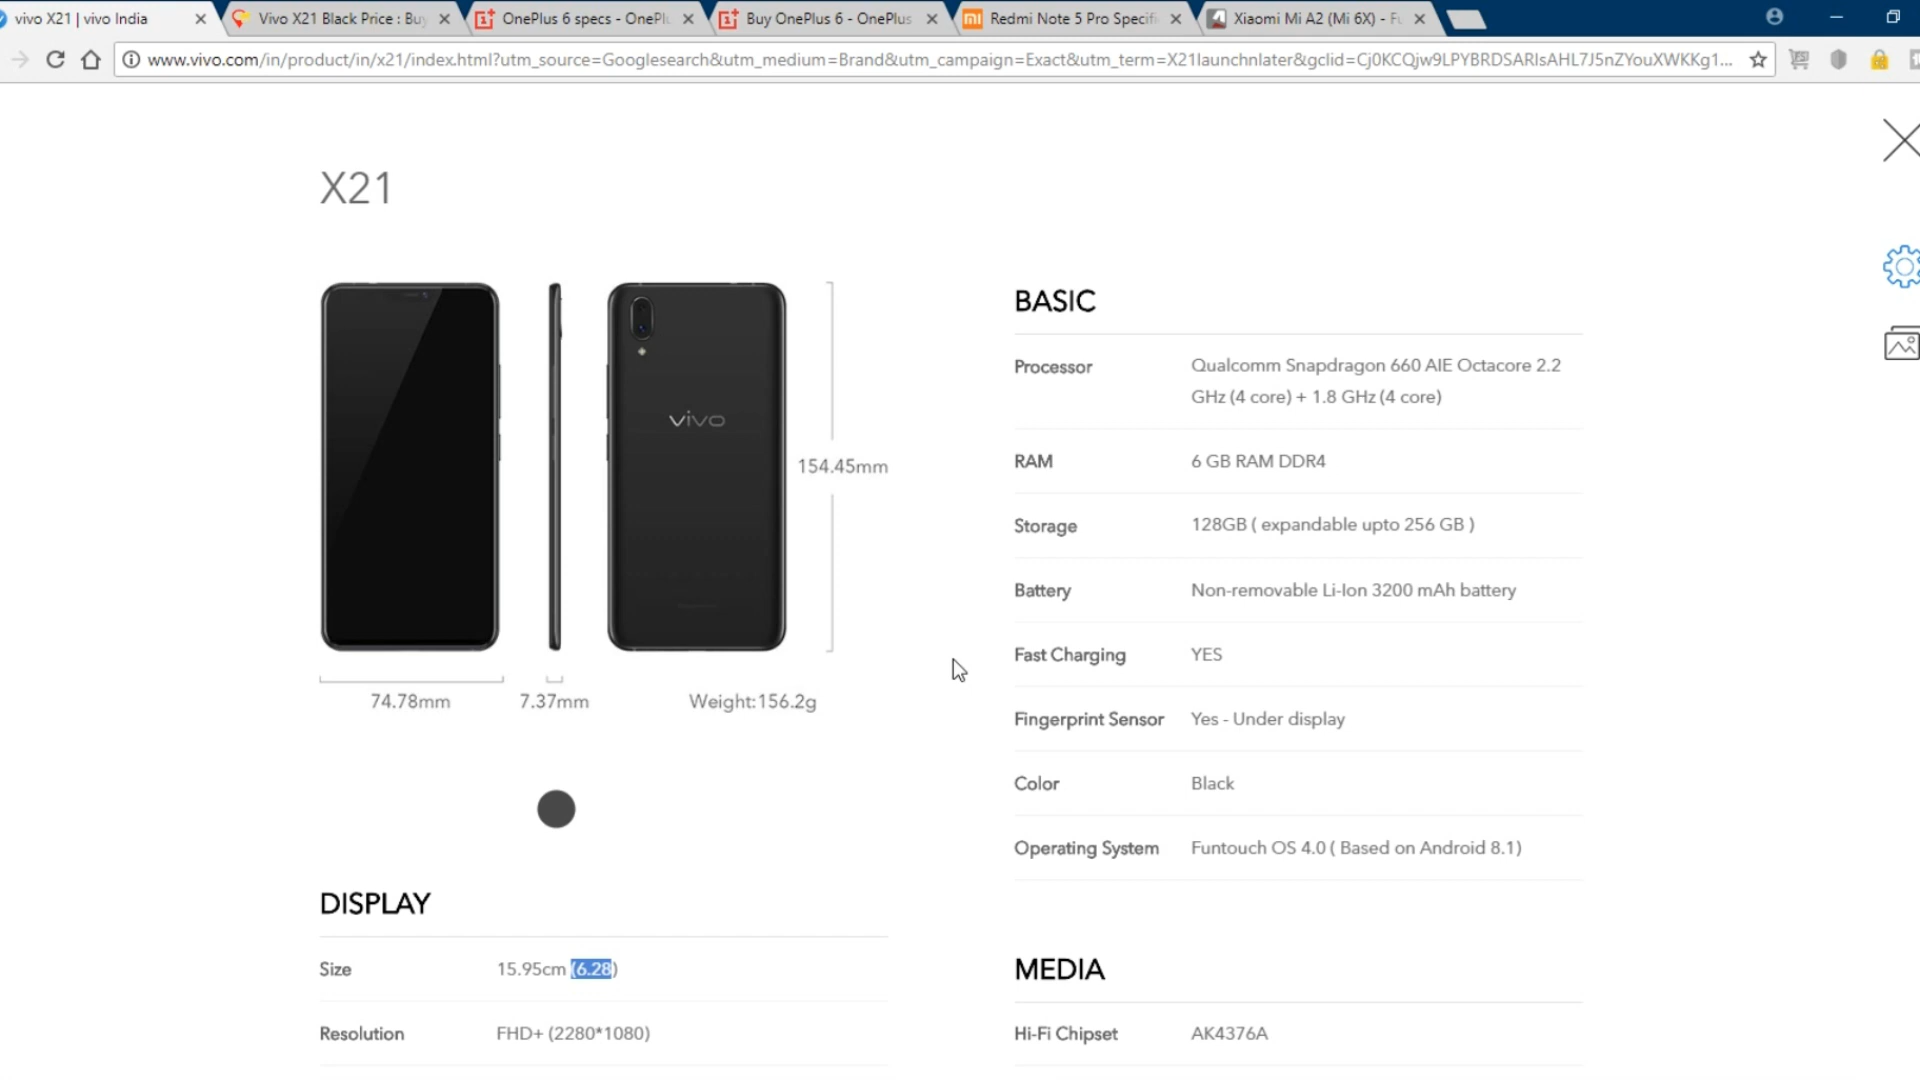 vivo X21 | vivo India
Vivo X21 Black Price : Bu
OnePlus 6 specs - OnePl
Buy OnePlus 6 - OnePlus
Redmi Note 5 Pro Specifi
Xiaomi Mi A2 (Mi 6X) - Fu
www.vivo.com/in/product/in/x21/index.html?utm_source=Googlesearch&utm_medium=Brand&utm_campaign=Exact&utm_term=X21launchnlater&gclid=Cj0KCQjw9LPYBRDSARIsAHL7J5nZYouXWKKg1...
X21
vivo
154.45mm
74.78mm
7.37mm
Weight:156.2g
DISPLAY
Size 15.95cm (6.28)
Resolution FHD+ (2280*1080)
BASIC
Processor Qualcomm Snapdragon 660 AIE Octacore 2.2
GHz (4 core) + 1.8 GHz (4 core)
RAM 6 GB RAM DDR4
Storage 128GB ( expandable upto 256 GB )
Battery Non-removable Li-Ion 3200 mAh battery
Fast Charging YES
Fingerprint Sensor Yes - Under display
Color Black
Operating System Funtouch OS 4.0 ( Based on Android 8.1)
MEDIA
Hi-Fi Chipset AK4376A